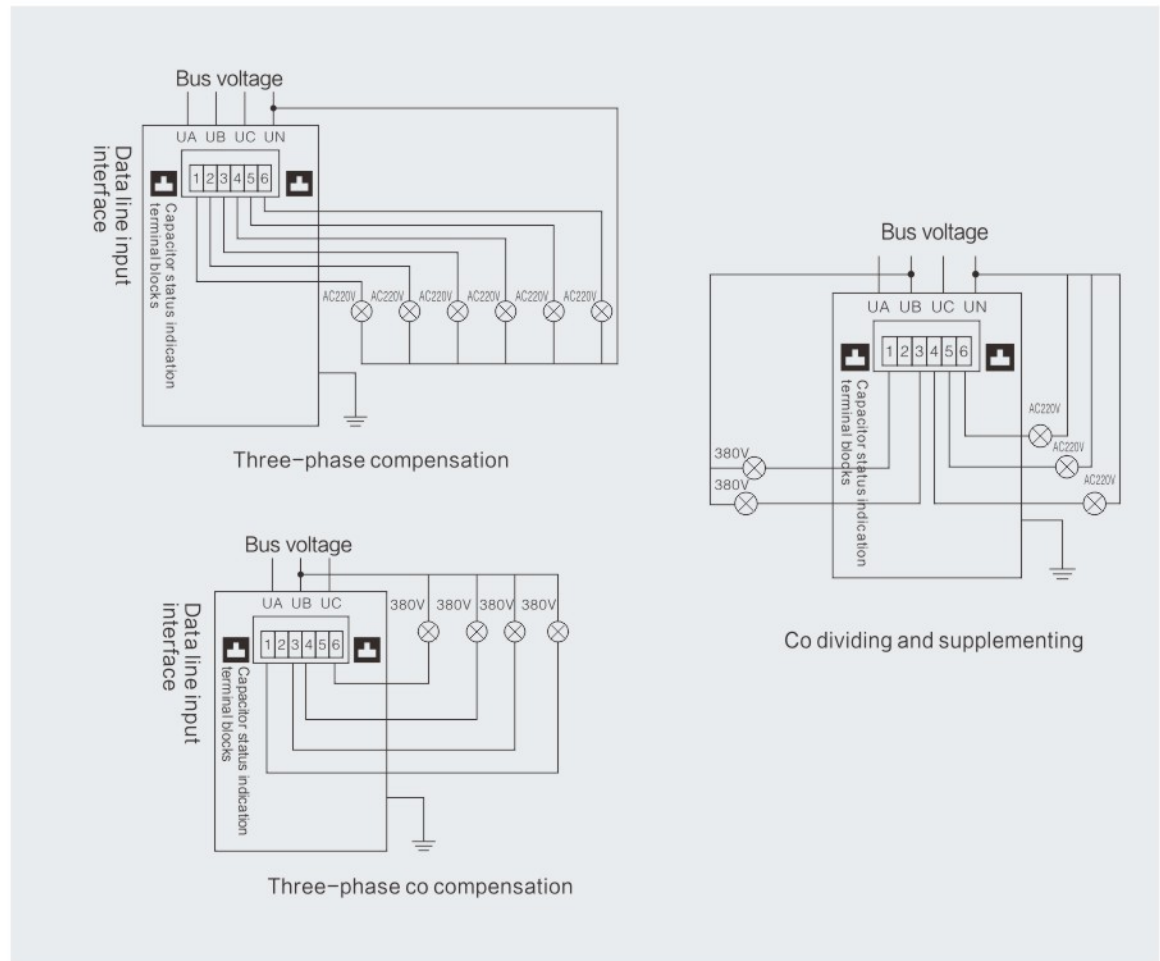 Bus voltage
UA UB UC UN
1 2 3 4 5 6
Data line input
interface
Capacitor status indication
terminal blocks
AC220V AC220V AC220V AC220V AC220V AC220V
Three-phase compensation
Bus voltage
UA UB UC
1 2 3 4 5 6
380V 380V 380V 380V
Data line input
interface
Capacitor status indication
terminal blocks
Three-phase co compensation
Bus voltage
UA UB UC UN
1 2 3 4 5 6
Capacitor status indication
terminal blocks
AC220V
AC220V
AC220V
380V
380V
Co dividing and supplementing